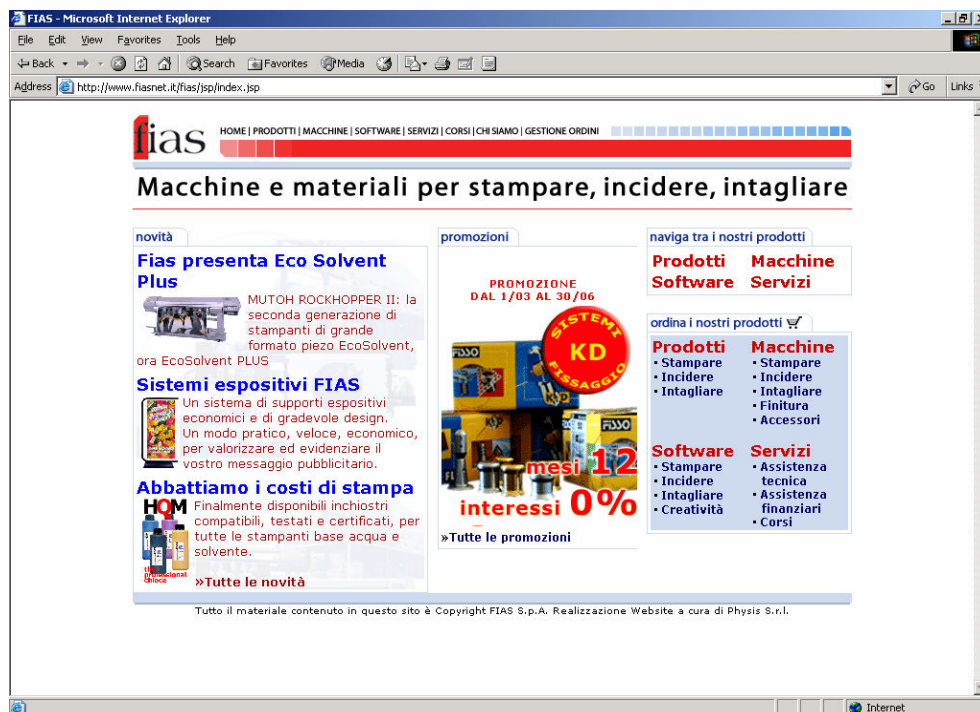 FIAS - Microsoft Internet Explorer
File Edit View Favorites Tools Help
Back Search Favorites Media
Address http://www.fiasnet.it/fias/jsp/index.jsp Go Links
fias
HOME | PRODOTTI | MACCHINE | SOFTWARE | SERVIZI | CORSI | CHI SIAMO | GESTIONE ORDINI
Macchine e materiali per stampare, incidere, intagliare
novità
Fias presenta Eco Solvent
Plus
MUTOH ROCKHOPPER II: la
seconda generazione di
stampanti di grande
formato piezo EcoSolvent,
ora EcoSolvent PLUS
Sistemi espositivi FIAS
Un sistema di supporti espositivi
economici e di gradevole design.
Un modo pratico, veloce, economico,
per valorizzare ed evidenziare il
vostro messaggio pubblicitario.
Abbattiamo i costi di stampa
HQM
Finalmente disponibili inchiostri
compatibili, testati e certificati, per
tutte le stampanti base acqua e
solvente.
the
professional
choice
»Tutte le novità
promozioni
PROMOZIONE
DAL 1/03 AL 30/06
SISTEMI
KD
FISSAGGIO
FISSO
FISSO
mesi 12
interessi 0%
»Tutte le promozioni
naviga tra i nostri prodotti
Prodotti Macchine
Software Servizi
ordina i nostri prodotti
Prodotti
· Stampare
· Incidere
· Intagliare
Macchine
· Stampare
· Incidere
· Intagliare
· Finitura
· Accessori
Software
· Stampare
· Incidere
· Intagliare
· Creatività
Servizi
· Assistenza
tecnica
· Assistenza
finanziari
· Corsi
Tutto il materiale contenuto in questo sito è Copyright FIAS S.p.A. Realizzazione Website a cura di Physis S.r.l.
Internet